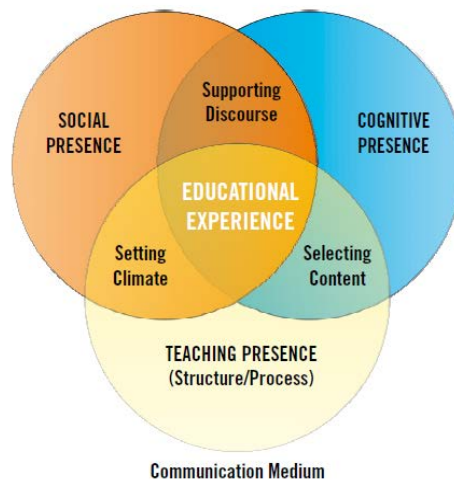 Supporting
Discourse
SOCIAL
PRESENCE
COGNITIVE
PRESENCE
EDUCATIONAL
EXPERIENCE
Setting
Climate
Selecting
Content
TEACHING PRESENCE
(Structure/Process)
Communication Medium